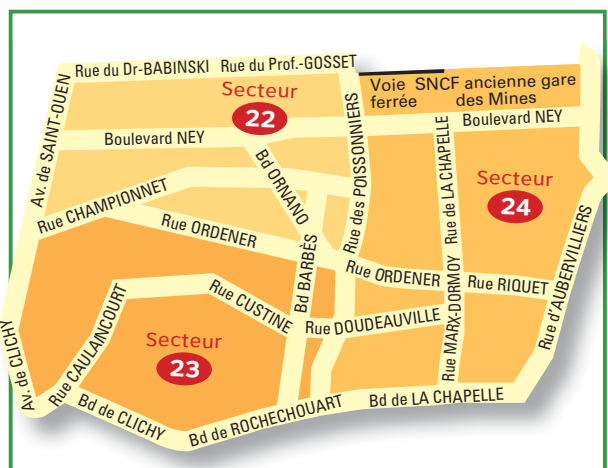 Rue du Dr-BABINSKI
Rue du Prof.-GOSSET
Voie SNCF ancienne gare
ferrée des Mines
Av. de SAINT-OUEN
Secteur
22
Boulevard NEY
Boulevard NEY
Bd ORNANO
Rue des POISSONNIERS
Rue de LA CHAPELLE
Secteur
24
Rue CHAMPIONNET
Rue ORDENER
Bd BARBÈS
Rue ORDENER
Rue RIQUET
Rue d'AUBERVILLIERS
Rue CAULANCOURT
Rue CUSTINE
Rue DOUDEAUVILLE
Rue MARX-DORMOY
Secteur
23
Av. de CLICHY
Bd de CLICHY
Bd de ROCHECHOUART
Bd de LA CHAPELLE